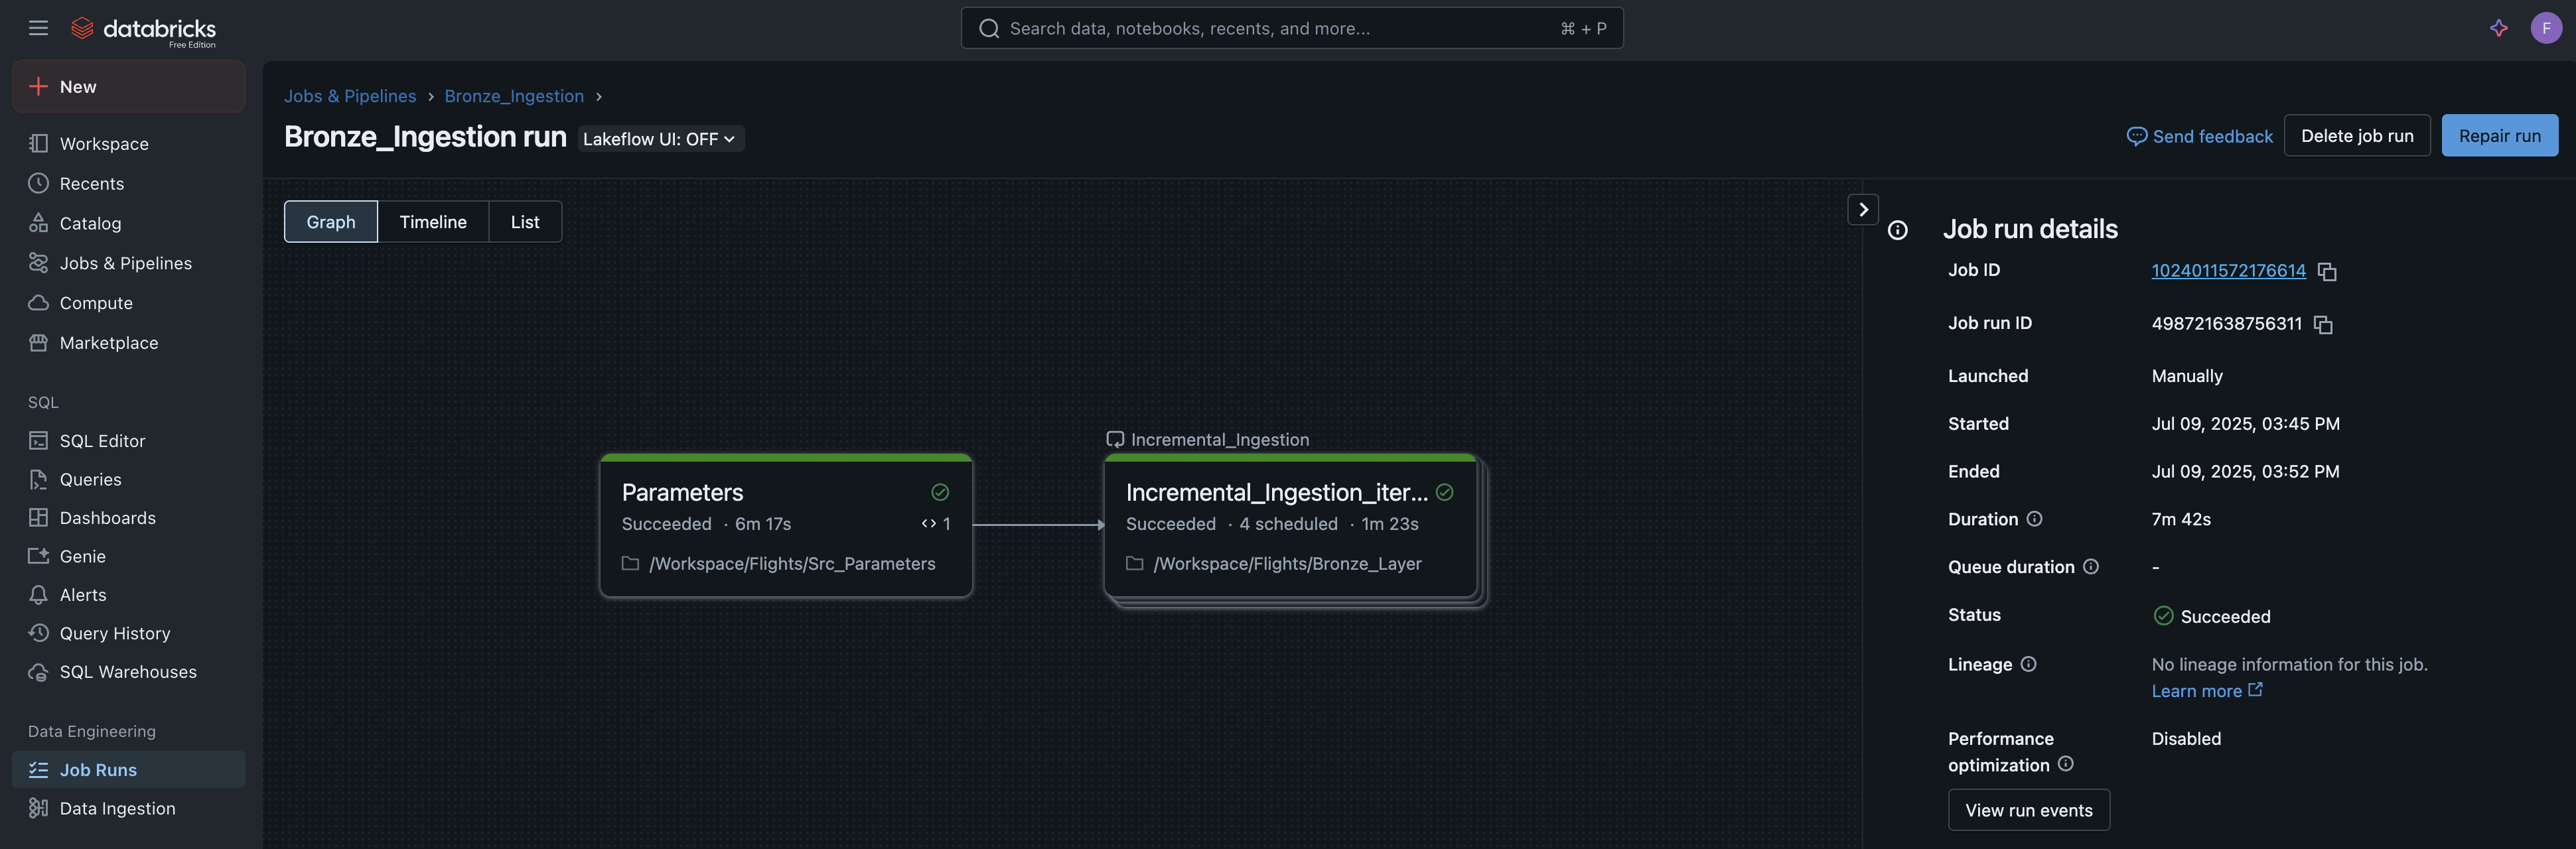 databricks
Free Edition
Search data, notebooks, recents, and more...
⌘ + P
F
New
Workspace
Recents
Catalog
Jobs & Pipelines
Compute
Marketplace
SQL
SQL Editor
Queries
Dashboards
Genie
Alerts
Query History
SQL Warehouses
Data Engineering
Job Runs
Data Ingestion
Jobs & Pipelines › Bronze_Ingestion ›
Bronze_Ingestion run
Lakeflow UI: OFF
Send feedback
Delete job run
Repair run
Graph
Timeline
List
Parameters
Succeeded · 6m 17s
1
/Workspace/Flights/Src_Parameters
Incremental_Ingestion
Incremental_Ingestion_iter...
Succeeded · 4 scheduled · 1m 23s
/Workspace/Flights/Bronze_Layer
Job run details
Job ID 1024011572176614
Job run ID 498721638756311
Launched Manually
Started Jul 09, 2025, 03:45 PM
Ended Jul 09, 2025, 03:52 PM
Duration 7m 42s
Queue duration -
Status Succeeded
Lineage No lineage information for this job.
Learn more
Performance Disabled
optimization
View run events